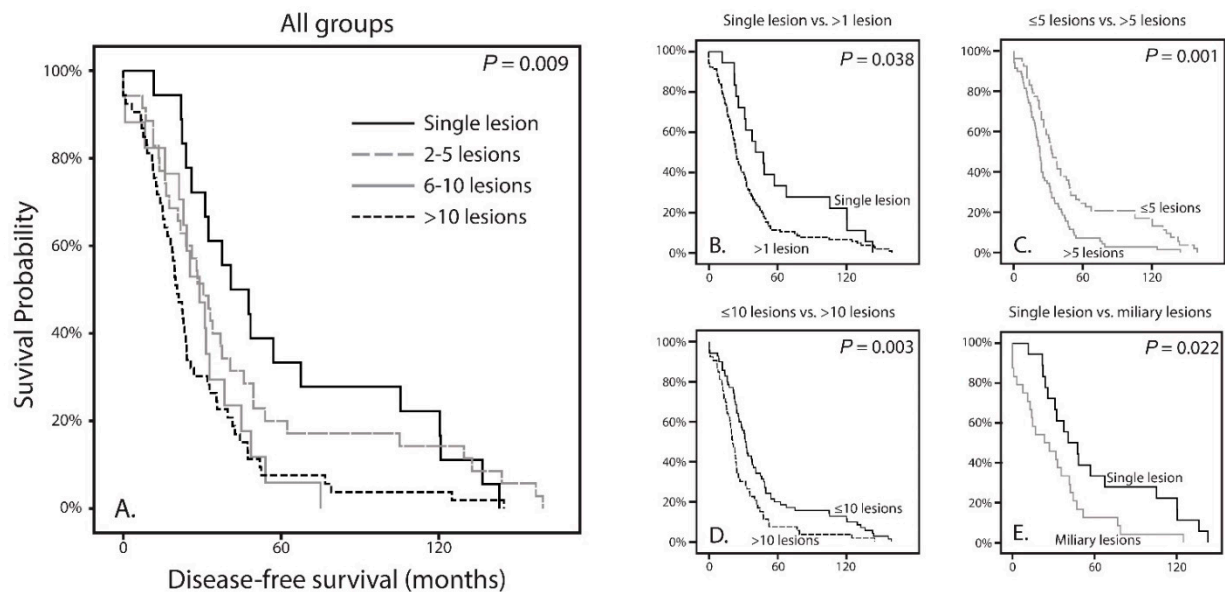 All groups
P = 0.009
100%
80%
60%
40%
20%
0%
Suvival Probability
Single lesion
2-5 lesions
6-10 lesions
>10 lesions
A.
0 60 120
Disease-free survival (months)
Single lesion vs. >1 lesion
P = 0.038
100%
80%
60%
40%
20%
0%
Single lesion
>1 lesion
B.
0 60 120
≤5 lesions vs. >5 lesions
P = 0.001
100%
80%
60%
40%
20%
0%
≤5 lesions
>5 lesions
C.
0 60 120
≤10 lesions vs. >10 lesions
P = 0.003
100%
80%
60%
40%
20%
0%
≤10 lesions
>10 lesions
D.
0 60 120
Single lesion vs. miliary lesions
P = 0.022
100%
80%
60%
40%
20%
0%
Single lesion
Miliary lesions
E.
0 60 120